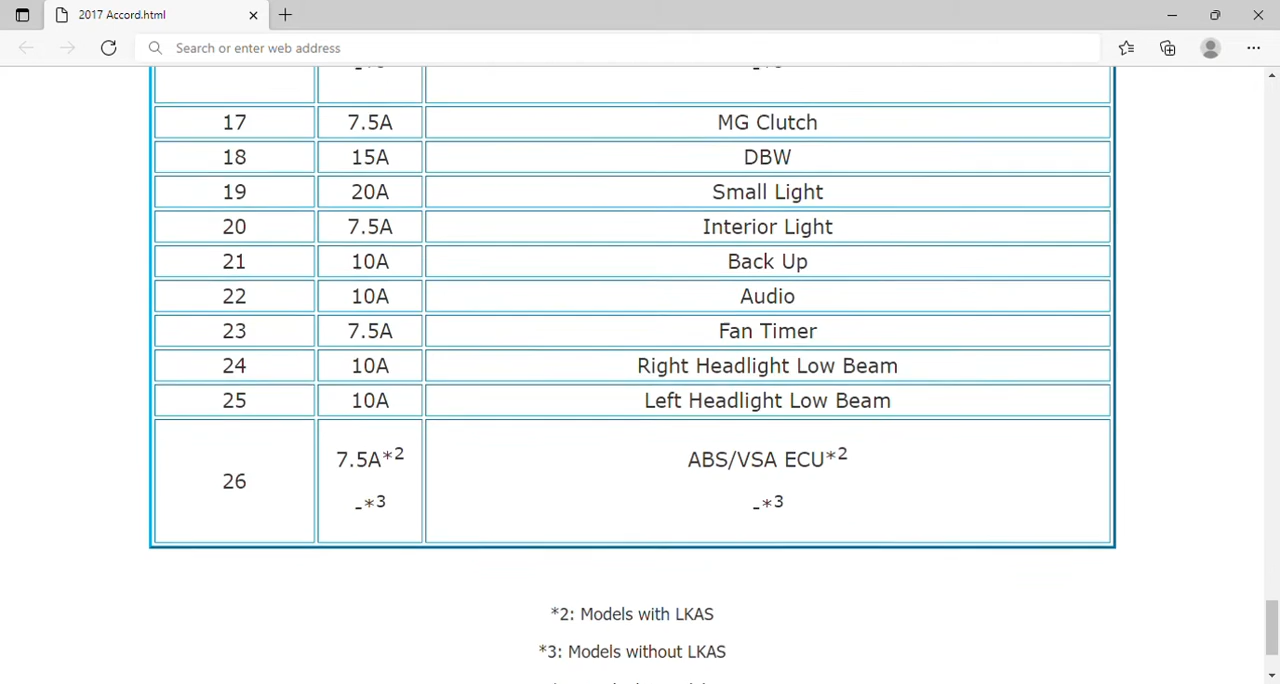 2017 Accord.html
Search or enter web address
17 7.5A MG Clutch
18 15A DBW
19 20A Small Light
20 7.5A Interior Light
21 10A Back Up
22 10A Audio
23 7.5A Fan Timer
24 10A Right Headlight Low Beam
25 10A Left Headlight Low Beam
26 7.5A*2 ABS/VSA ECU*2
-*3 -*3
*2: Models with LKAS
*3: Models without LKAS